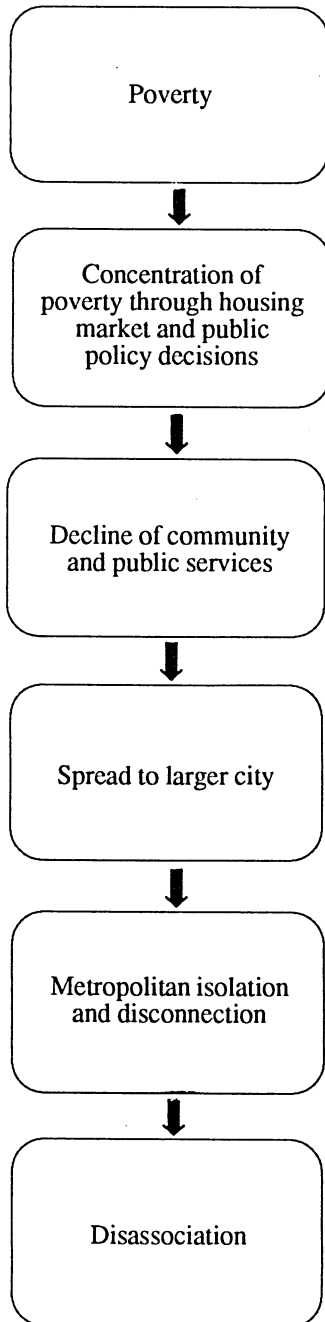 Poverty
Concentration of
poverty through housing
market and public
policy decisions
Decline of community
and public services
Spread to larger city
Metropolitan isolation
and disconnection
Disassociation